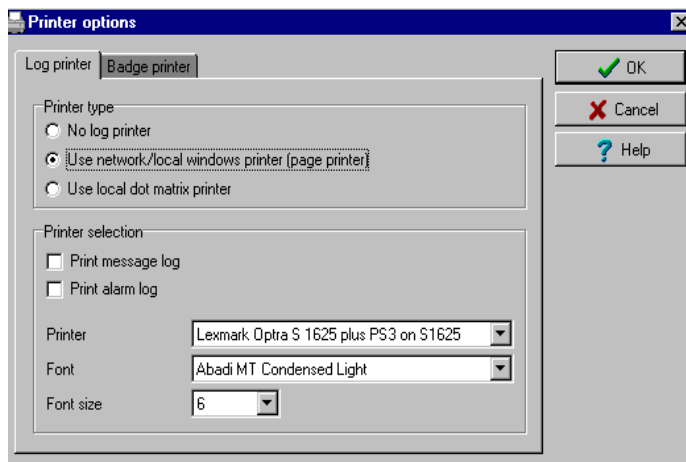 Printer options
Log printer
Badge printer
OK
Cancel
Help
Printer type
No log printer
Use network/local windows printer (page printer)
Use local dot matrix printer
Printer selection
Print message log
Print alarm log
Printer Lexmark Optra S 1625 plus PS3 on S1625
Font Abadi MT Condensed Light
Font size 6